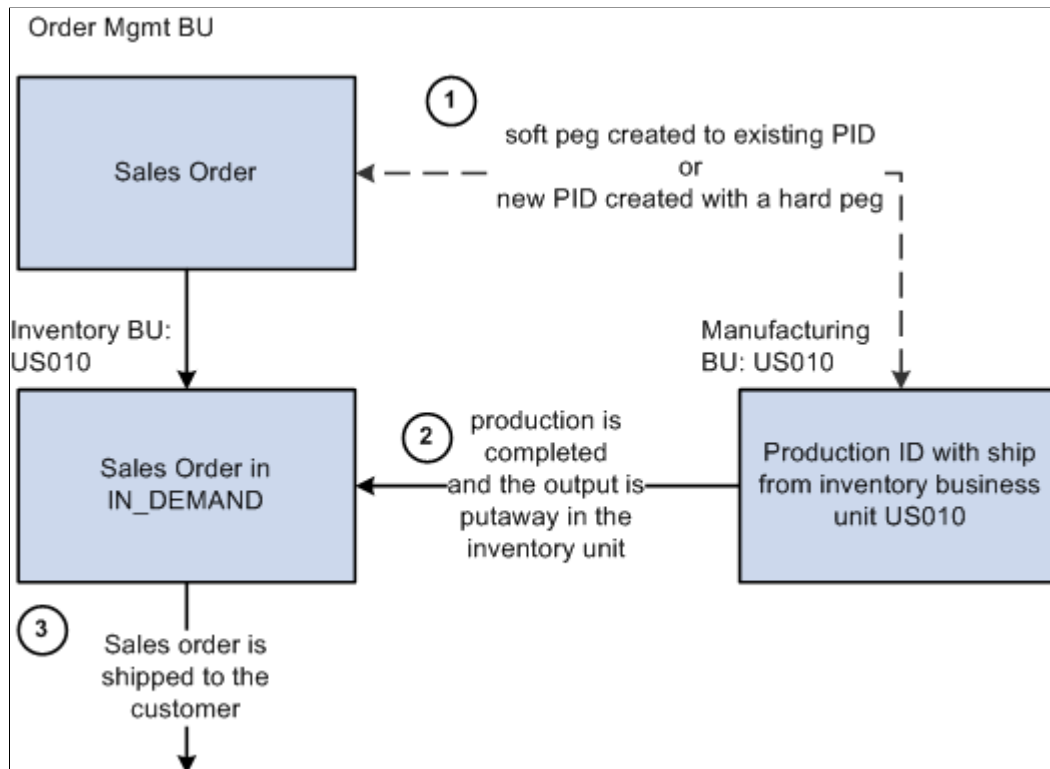 Order Mgmt BU
Sales Order
1
soft peg created to existing PID
or
new PID created with a hard peg
Inventory BU:
US010
Manufacturing
BU: US010
Sales Order in
IN_DEMAND
2
production is
completed
and the output is
putaway in the
inventory unit
Production ID with ship
from inventory business
unit US010
3
Sales order is
shipped to the
customer